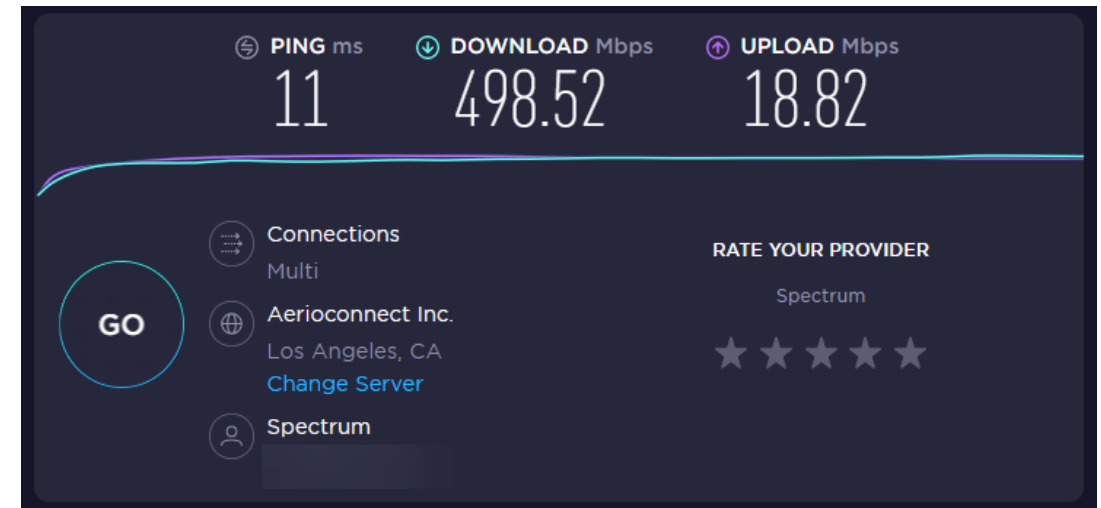 PING ms
11
DOWNLOAD Mbps
498.52
UPLOAD Mbps
18.82
Connections
Multi
Aerioconnect Inc.
Los Angeles, CA
Change Server
Spectrum
GO
RATE YOUR PROVIDER
Spectrum